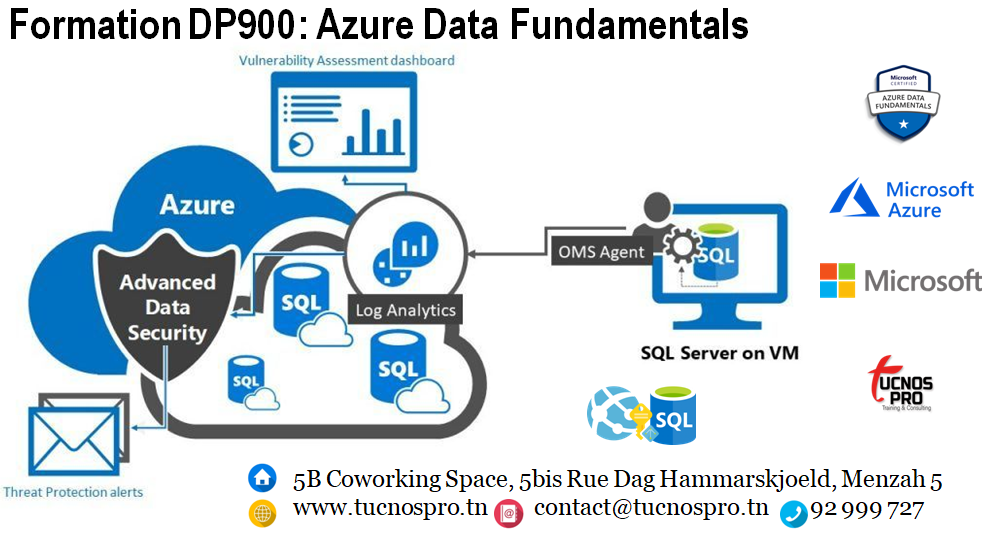 Formation DP900: Azure Data Fundamentals
Vulnerability Assessment dashboard
Microsoft
CERTIFIED
AZURE DATA
FUNDAMENTALS
Microsoft
Azure
Microsoft
TUCNOS
PRO
Training & Consulting
Azure
Advanced
Data
Security
SQL
SQL
SQL
Log Analytics
OMS Agent
SQL
SQL Server on VM
SQL
Threat Protection alerts
5B Coworking Space, 5bis Rue Dag Hammarskjoeld, Menzah 5
www.tucnospro.tn contact@tucnospro.tn 92 999 727